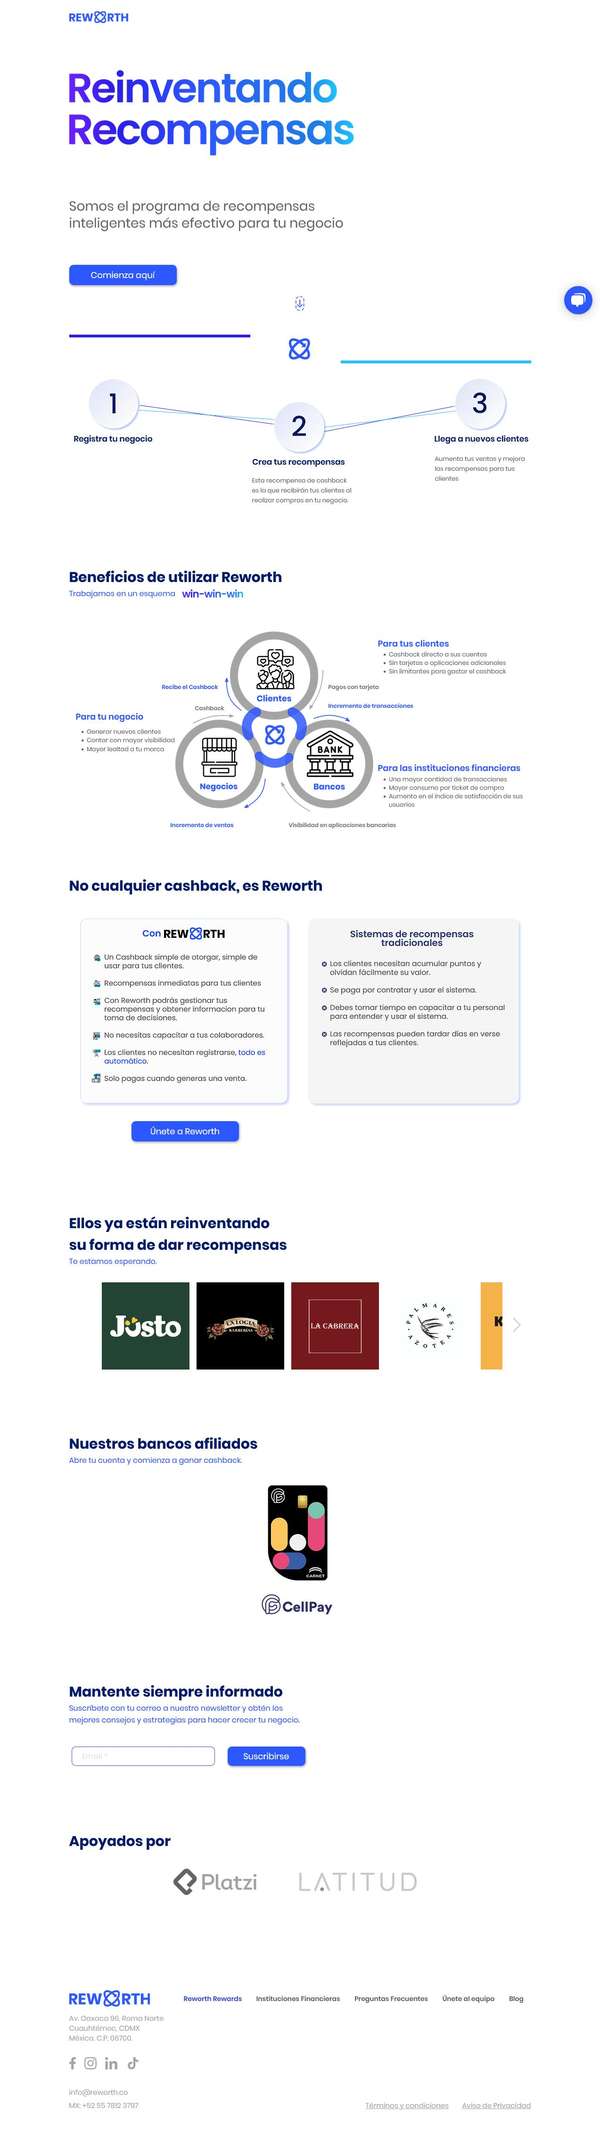 REWORTH
Reinventando
Recompensas
Somos el programa de recompensas
inteligentes más efectivo para tu negocio
Comienza aquí
1
Registra tu negocio
2
Crea tus recompensas
Esta recompensa de cashback
es la que recibirán tus clientes al
realizar compras en tu negocio.
3
Llega a nuevos clientes
Aumenta tus ventas y mejora
las recompensas para tus
clientes
Beneficios de utilizar Reworth
Trabajamos en un esquema win-win-win
Para tus clientes
Cashback directo a sus cuentas
Sin tarjetas o aplicaciones adicionales
Sin limitantes para gastar el cashback
Clientes
Recibe el Cashback
Pagos con tarjeta
Cashback
Incremento de transacciones
Para tu negocio
Generar nuevos clientes
Contar con mayor visibilidad
Mayor lealtad a tu marca
BANK
Negocios
Bancos
Para las instituciones financieras
Una mayor cantidad de transacciones
Mayor consumo por ticket de compra
Aumento en el índice de satisfacción de sus
usuarios
Incremento de ventas
Visibilidad en aplicaciones bancarias
No cualquier cashback, es Reworth
Con REWORTH
Un Cashback simple de otorgar, simple de
usar para tus clientes.
Recompensas inmediatas para tus clientes
Con Reworth podrás gestionar tus
recompensas y obtener informacion para tu
toma de decisiones.
No necesitas capacitar a tus colaboradores.
Los clientes no necesitan registrarse, todo es
automático.
Solo pagas cuando generas una venta.
Sistemas de recompensas
tradicionales
Los clientes necesitan acumular puntos y
olvidan fácilmente su valor.
Se paga por contratar y usar el sistema.
Debes tomar tiempo en capacitar a tu personal
para entender y usar el sistema.
Las recompensas pueden tardar días en verse
reflejadas a tus clientes.
Únete a Reworth
Ellos ya están reinventando
su forma de dar recompensas
Te estamos esperando.
Justo
LA TOGIA
BARBERIAS
LA CABRERA
PALMARES
AZOTEA
K
Nuestros bancos afiliados
Abre tu cuenta y comienza a ganar cashback.
CARNET
CellPay
Mantente siempre informado
Suscríbete con tu correo a nuestro newsletter y obtén los
mejores consejos y estrategias para hacer crecer tu negocio.
Email *
Suscribirse
Apoyados por
Platzi
LATITUD
REWORTH
Reworth Rewards
Instituciones Financieras
Preguntas Frecuentes
Únete al equipo
Blog
Av. Oaxaca 96, Roma Norte
Cuauhtémoc, CDMX
México. C.P. 06700.
info@reworth.co
MX: +52 55 7812 3797
Términos y condiciones
Aviso de Privacidad